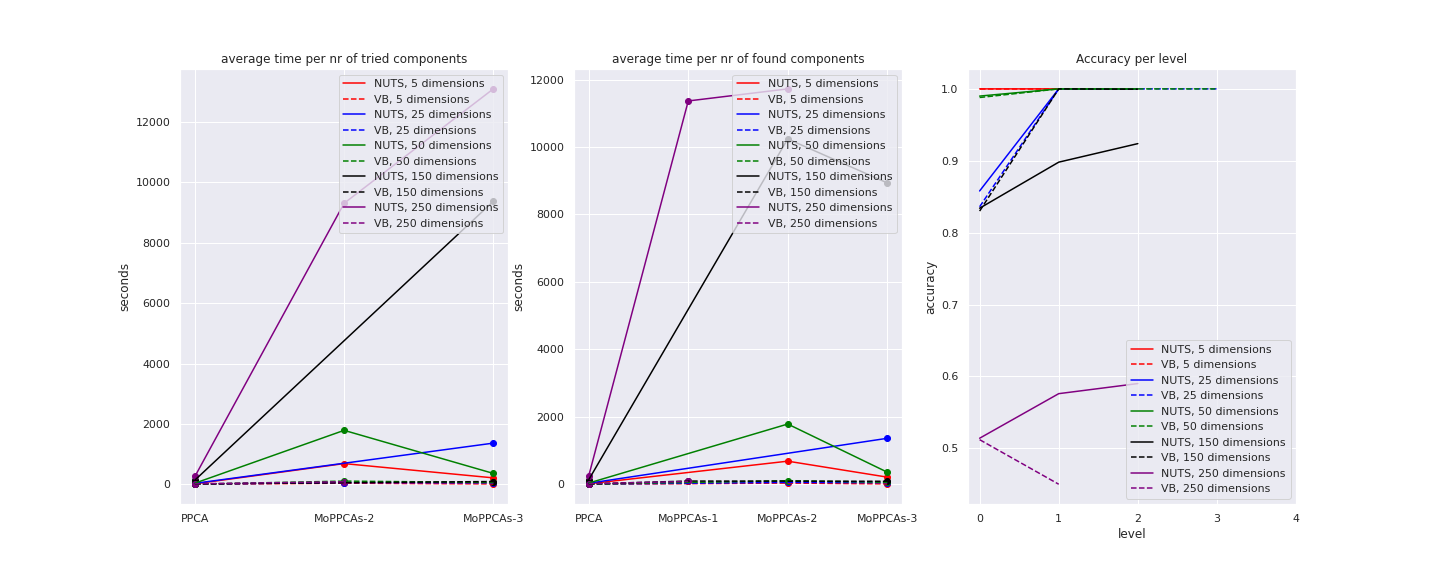 average time per nr of tried components
seconds
12000
10000
8000
6000
4000
2000
0
PPCA
MoPPCAs-2
MoPPCAs-3
NUTS, 5 dimensions
VB, 5 dimensions
NUTS, 25 dimensions
VB, 25 dimensions
NUTS, 50 dimensions
VB, 50 dimensions
NUTS, 150 dimensions
VB, 150 dimensions
NUTS, 250 dimensions
VB, 250 dimensions
average time per nr of found components
seconds
12000
10000
8000
6000
4000
2000
0
PPCA
MoPPCAs-1
MoPPCAs-2
MoPPCAs-3
NUTS, 5 dimensions
VB, 5 dimensions
NUTS, 25 dimensions
VB, 25 dimensions
NUTS, 50 dimensions
VB, 50 dimensions
NUTS, 150 dimensions
VB, 150 dimensions
NUTS, 250 dimensions
VB, 250 dimensions
Accuracy per level
accuracy
1.0
0.9
0.8
0.7
0.6
0.5
0
1
2
3
4
level
NUTS, 5 dimensions
VB, 5 dimensions
NUTS, 25 dimensions
VB, 25 dimensions
NUTS, 50 dimensions
VB, 50 dimensions
NUTS, 150 dimensions
VB, 150 dimensions
NUTS, 250 dimensions
VB, 250 dimensions